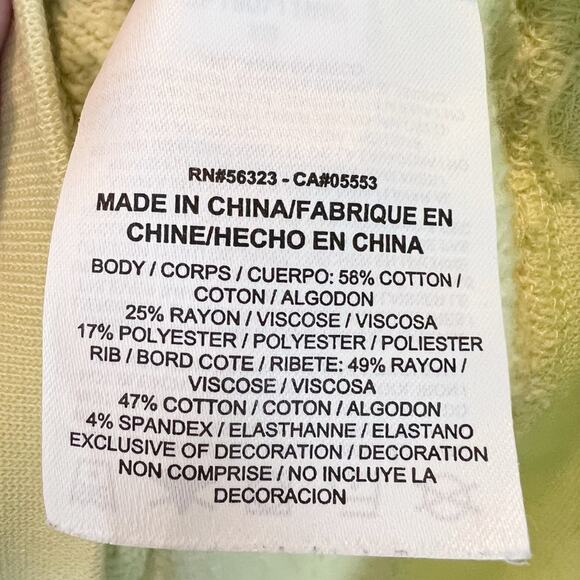 RN#56323 - CA#05553
MADE IN CHINA/FABRIQUE EN
CHINE/HECHO EN CHINA
BODY / CORPS / CUERPO: 58% COTTON /
COTON / ALGODON
25% RAYON / VISCOSE / VISCOSA
17% POLYESTER / POLYESTER / POLIESTER
RIB / BORD COTE / RIBETE: 49% RAYON /
VISCOSE / VISCOSA
47% COTTON / COTON / ALGODON
4% SPANDEX / ELASTHANNE / ELASTANO
EXCLUSIVE OF DECORATION / DECORATION
NON COMPRISE / NO INCLUYE LA
DECORACION